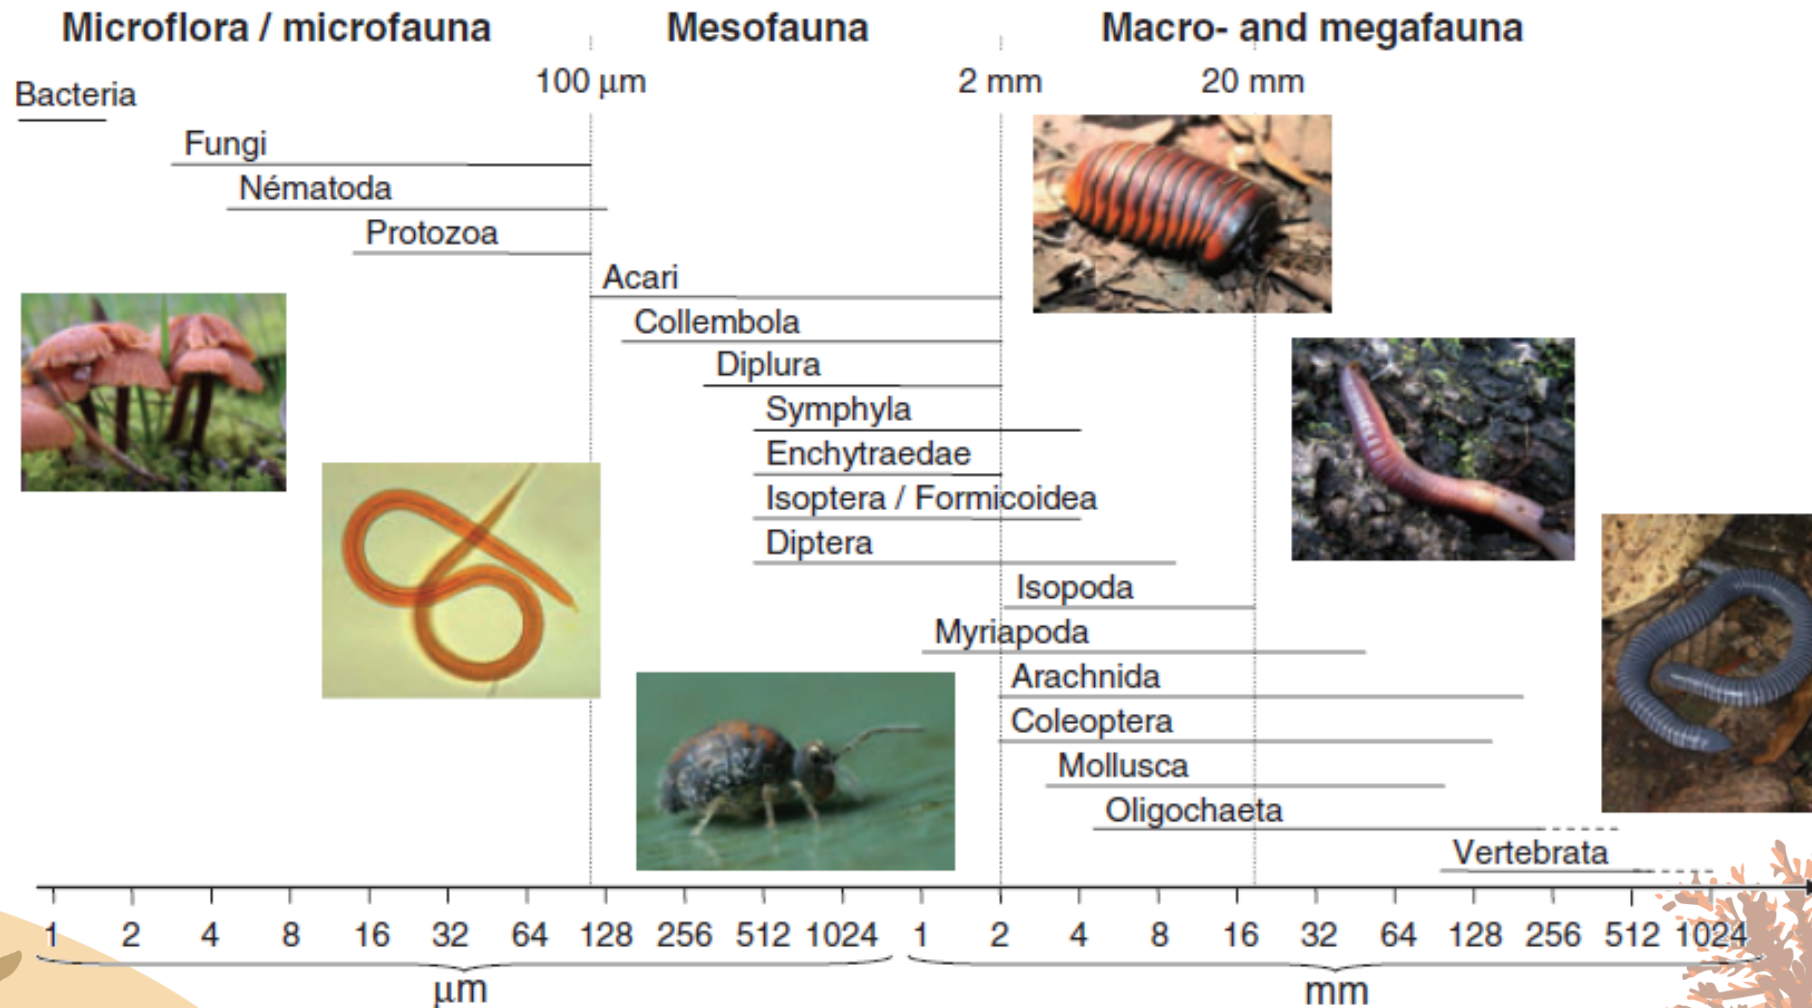 Microflora / microfauna
Mesofauna
Macro- and megafauna
100 µm
2 mm
20 mm
Bacteria
Fungi
Némátoda
Protozoa
Acari
Collembola
Diplura
Symphyla
Enchytraedae
Isoptera / Formicoidea
Diptera
Isopoda
Myriapoda
Arachnida
Coleoptera
Mollusca
Oligochaeta
Vertebrata
1 2 4 8 16 32 64 128 256 512 1024 1 2 4 8 16 32 64 128 256 512 1024
µm
mm